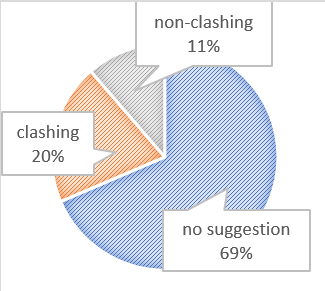 non-clashing
11%
clashing
20%
no suggestion
69%